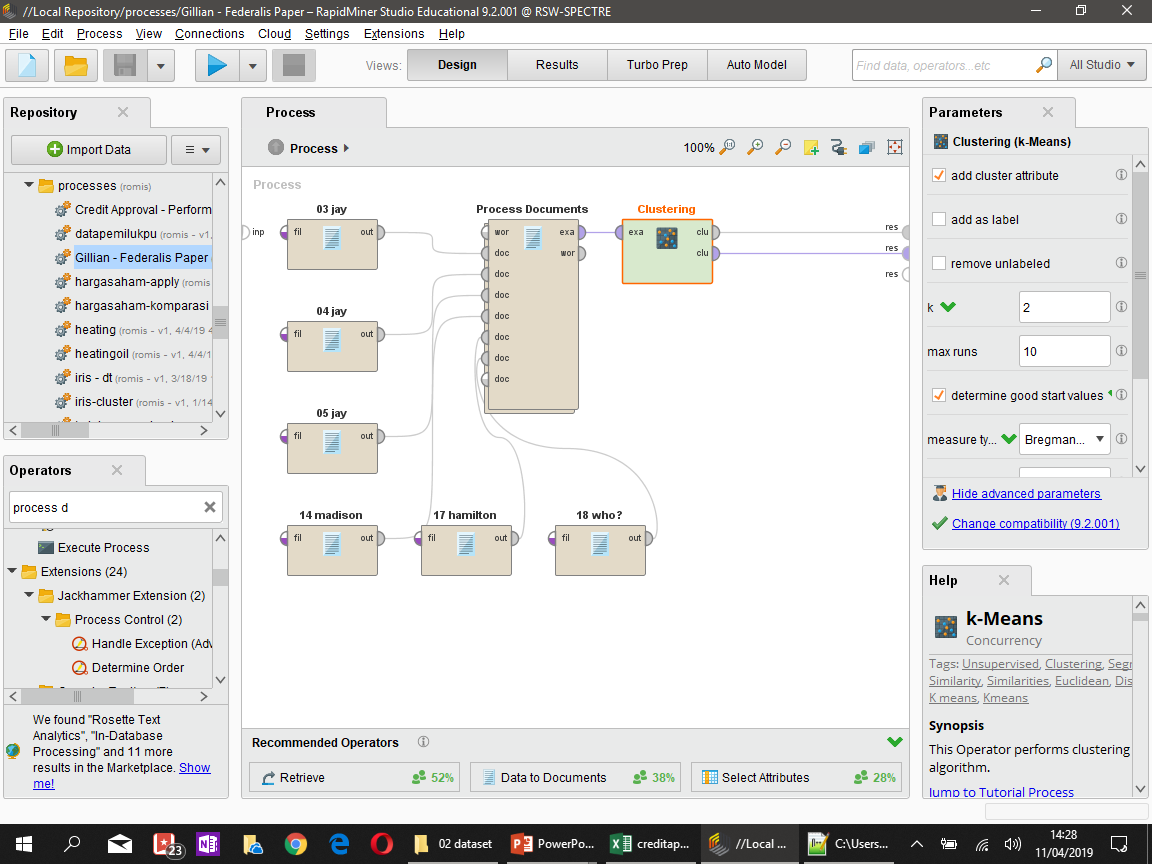 //Local Repository/processes/Gillian - Federalis Paper – RapidMiner Studio Educational 9.2.001 @ RSW-SPECTRE
File Edit Process View Connections Cloud Settings Extensions Help
Views: Design Results Turbo Prep Auto Model
Find data, operators...etc
All Studio
Repository
Import Data
processes (romis)
Credit Approval - Perform
datapemilukpu (romis - v1,
Gillian - Federalis Paper
hargasaham-apply (romis
hargasaham-komparasi
heating (romis - v1, 4/4/19 4
heatingoil (romis - v1, 4/4/1
iris - dt (romis - v1, 3/18/19
iris-cluster (romis - v1, 1/14
Operators
process d
Execute Process
Extensions (24)
Jackhammer Extension (2)
Process Control (2)
Handle Exception (Adv
Determine Order
We found "Rosette Text
Analytics", "In-Database
Processing" and 11 more
results in the Marketplace. Show
me!
Process
Process
100%
Process
inp
03 jay
fil out
04 jay
fil out
05 jay
fil out
14 madison
fil out
17 hamilton
fil out
18 who?
fil out
Process Documents
wor exa
doc wor
doc
doc
doc
doc
doc
doc
Clustering
exa clu
clu
res
res
res
Recommended Operators
Retrieve 52%
Data to Documents 38%
Select Attributes 28%
Parameters
Clustering (k-Means)
add cluster attribute
add as label
remove unlabeled
k 2
max runs 10
determine good start values
measure ty... Bregman...
Hide advanced parameters
Change compatibility (9.2.001)
Help
k-Means
Concurrency
Tags: Unsupervised, Clustering, Segr
Similarity, Similarities, Euclidean, Dis
K means, Kmeans
Synopsis
This Operator performs clustering
algorithm.
Jump to Tutorial Process
23
02 dataset
PowerPo...
creditap...
//Local ...
C:\Users...
14:28
11/04/2019